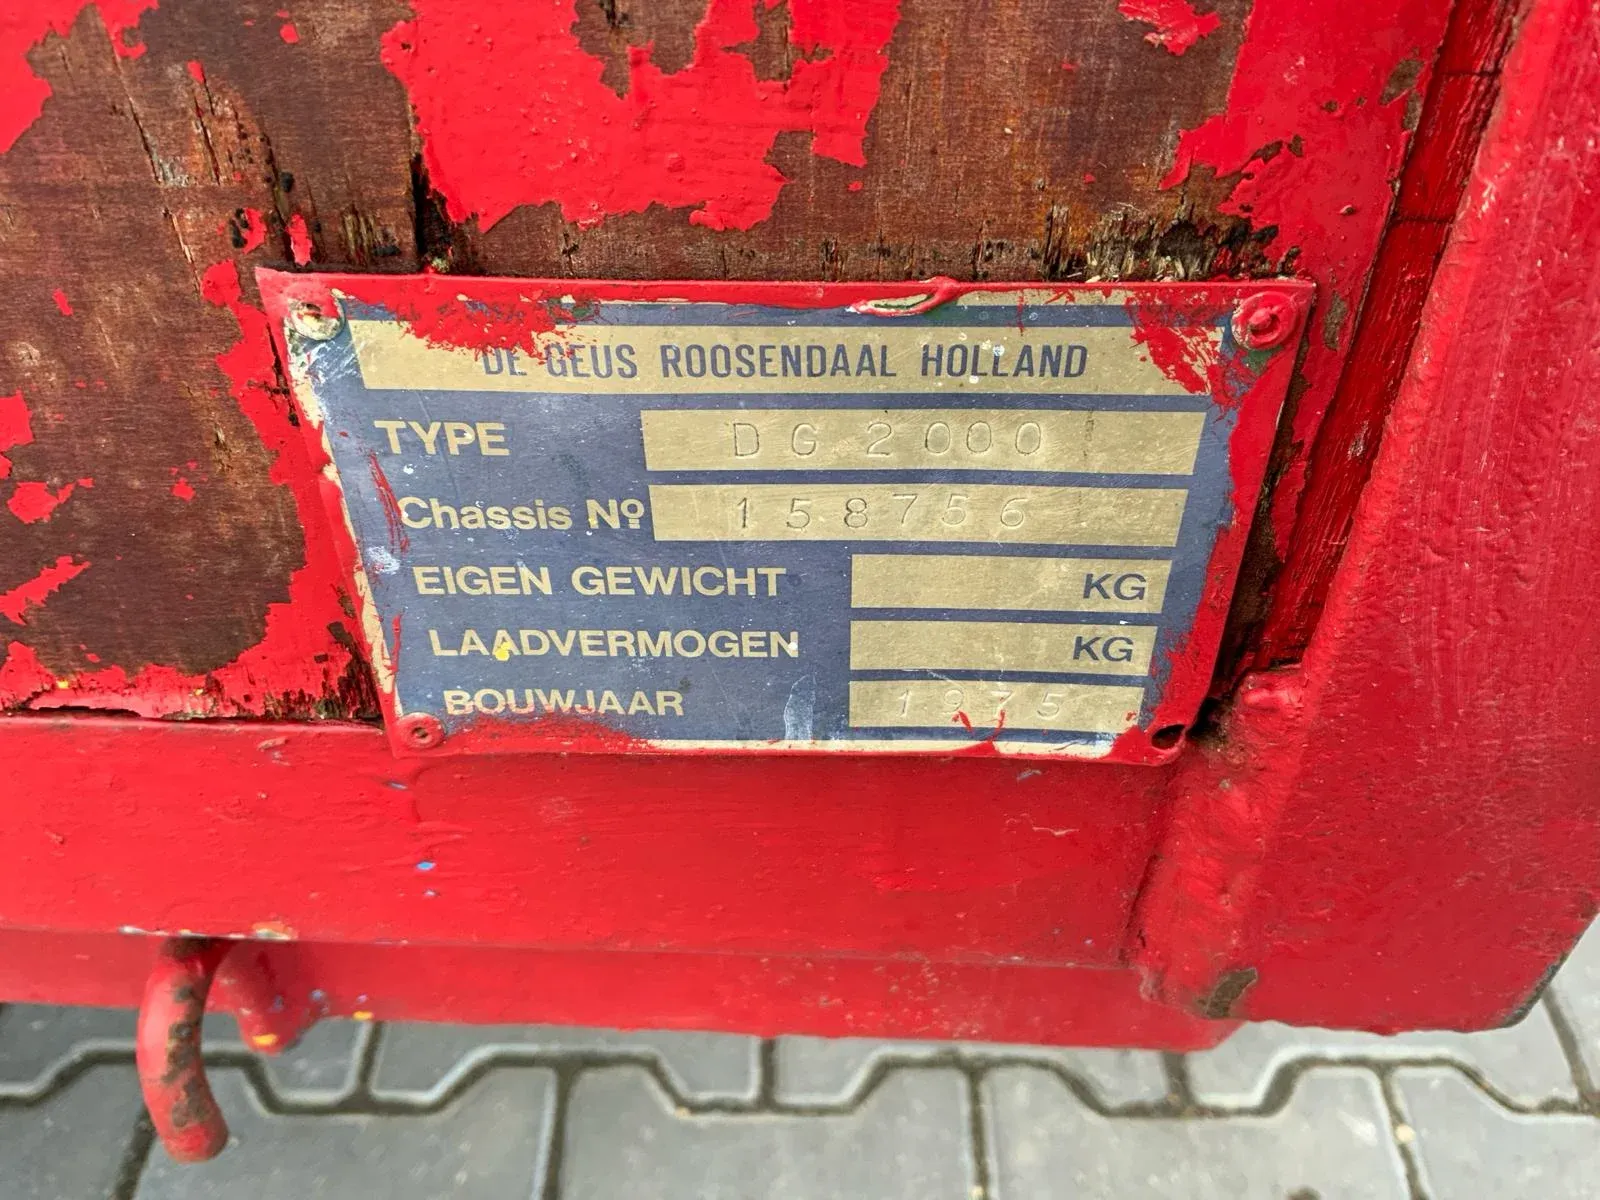 DE GEUS ROOSENDAAL HOLLAND
TYPE DG 2000
Chassis Nº 158756
EIGEN GEWICHT KG
LAADVERMOGEN KG
BOUWJAAR 1975